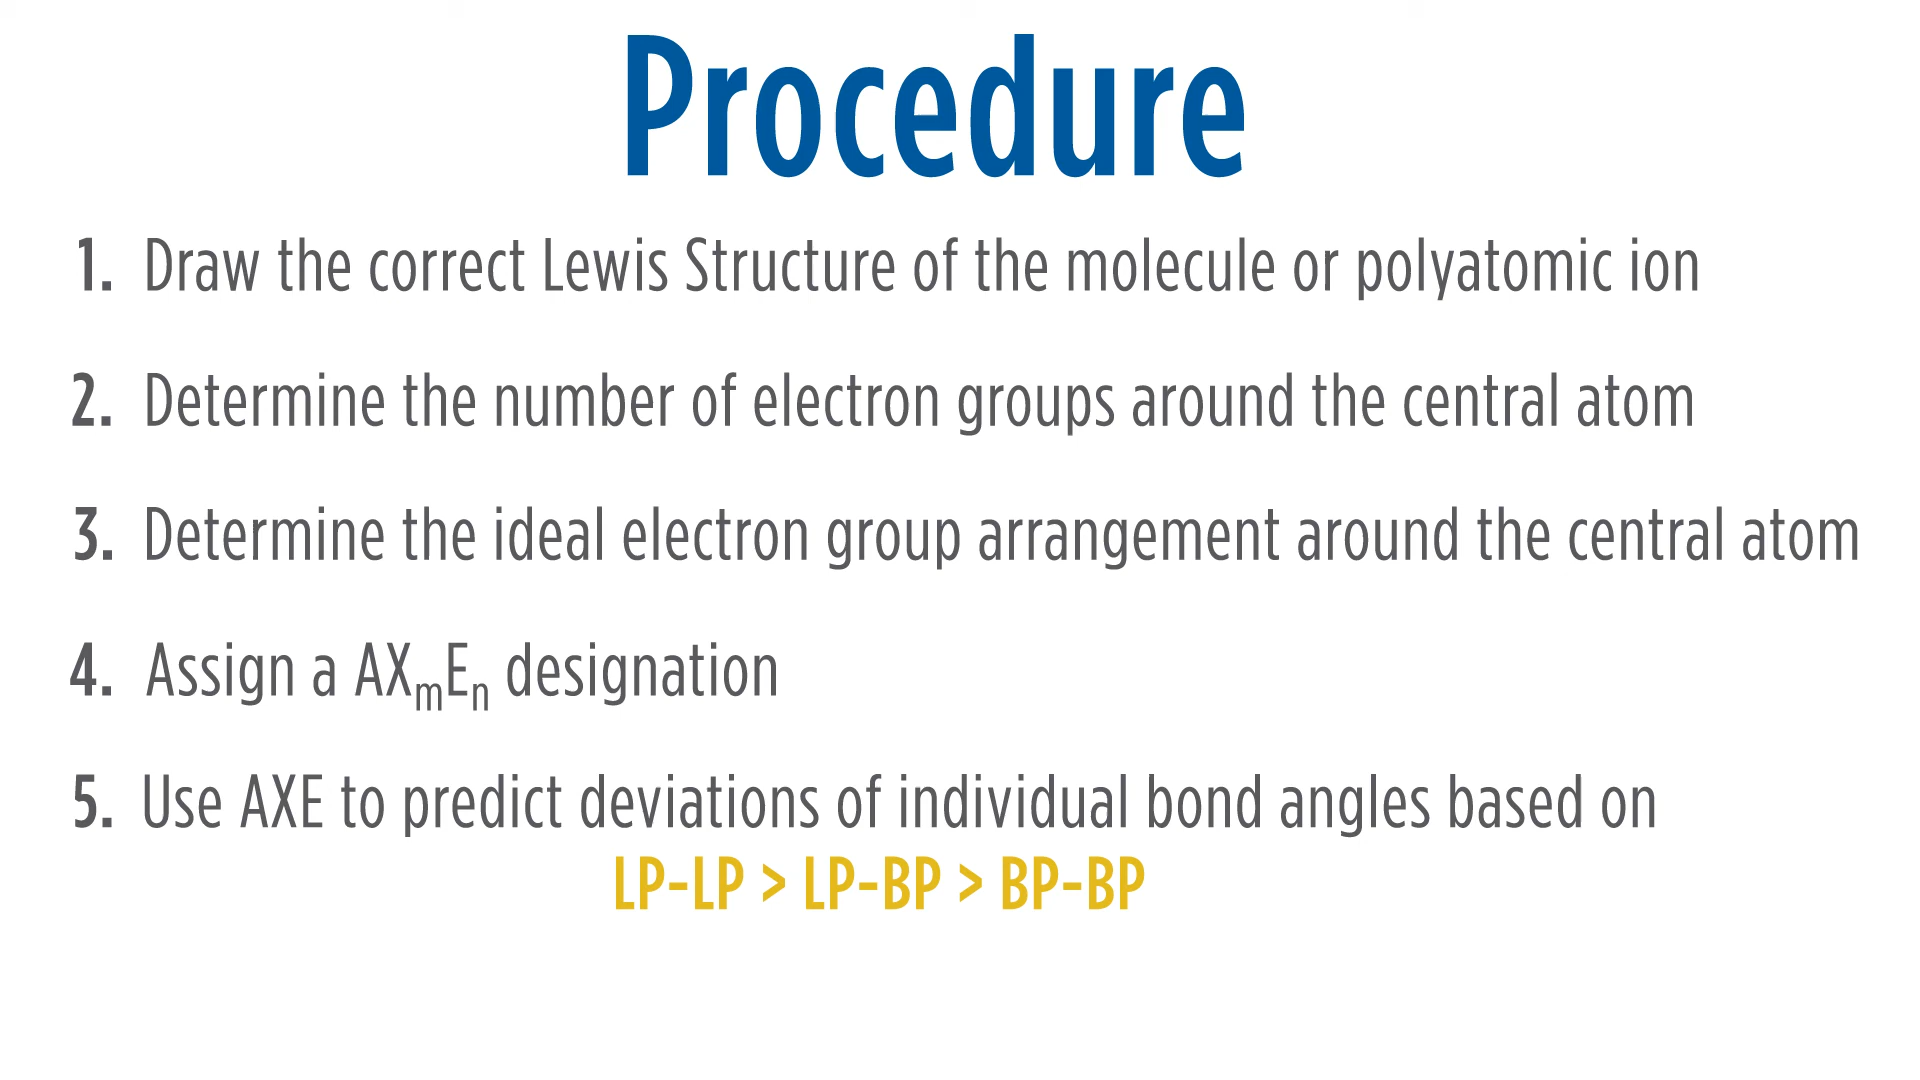 Procedure
1. Draw the correct Lewis Structure of the molecule or polyatomic ion
2. Determine the number of electron groups around the central atom
3. Determine the ideal electron group arrangement around the central atom
4. Assign a AXmEn designation
5. Use AXE to predict deviations of individual bond angles based on
LP-LP > LP-BP > BP-BP